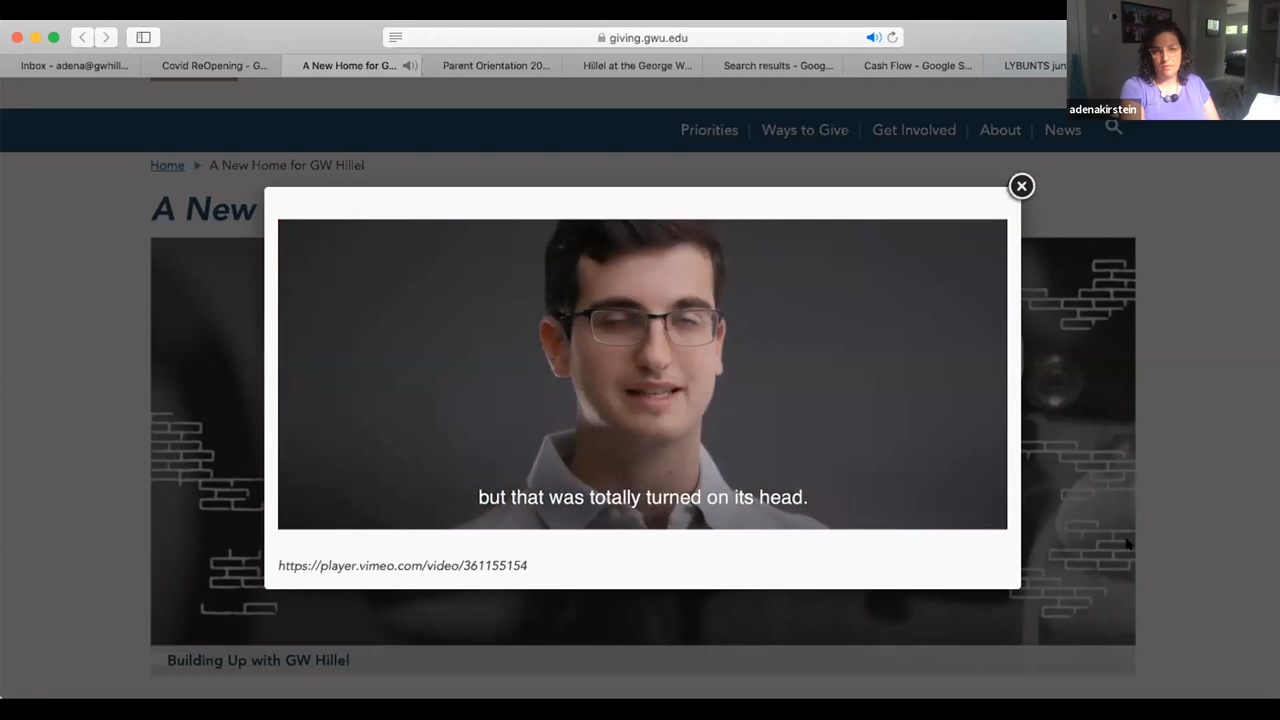 giving.gwu.edu
Inbox - adena@gwhill...
Covid ReOpening - G...
A New Home for G...
Parent Orientation 20...
Hillel at the George W...
Search results - Goog...
Cash Flow - Google S...
LYBUNTS jun
adenakirstein
Priorities
Ways to Give
Get Involved
About
News
Home
A New Home for GW Hillel
A New
but that was totally turned on its head.
https://player.vimeo.com/video/361155154
Building Up with GW Hillel